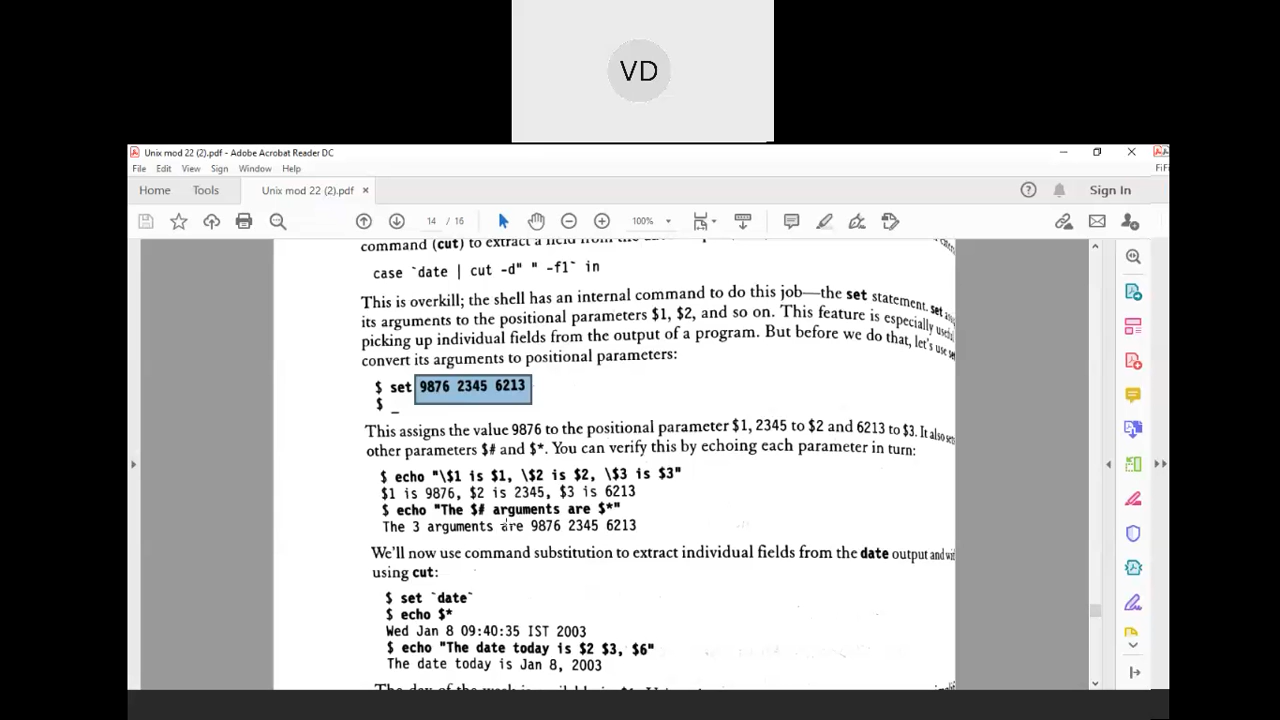 VD
Unix mod 22 (2).pdf - Adobe Acrobat Reader DC
File Edit View Sign Window Help
FiFi
Home Tools Unix mod 22 (2).pdf × Sign In
14 / 16 100%
command (cut) to extract a field from the
case `date | cut -d" " -f1` in
This is overkill; the shell has an internal command to do this job—the set statement. set
its arguments to the positional parameters $1, $2, and so on. This feature is especially useful
picking up individual fields from the output of a program. But before we do that, let's use
convert its arguments to positional parameters:
$ set 9876 2345 6213
$ _
This assigns the value 9876 to the positional parameter $1, 2345 to $2 and 6213 to $3. It also
other parameters $# and $*. You can verify this by echoing each parameter in turn:
$ echo "\$1 is $1, \$2 is $2, \$3 is $3"
$1 is 9876, $2 is 2345, $3 is 6213
$ echo "The $# arguments are $*"
The 3 arguments are 9876 2345 6213
We'll now use command substitution to extract individual fields from the date output and
using cut:
$ set `date`
$ echo $*
Wed Jan 8 09:40:35 IST 2003
$ echo "The date today is $2 $3, $6"
The date today is Jan 8, 2003